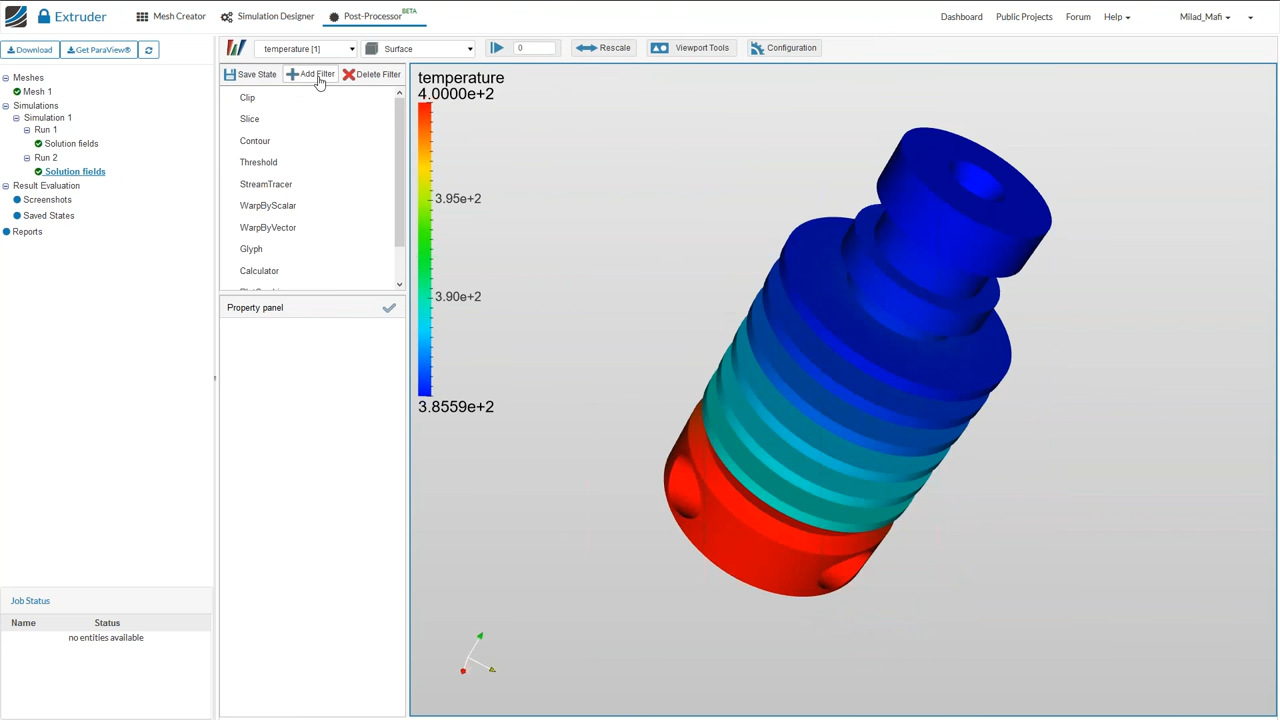 Extruder
Mesh Creator
Simulation Designer
Post-Processor BETA
Dashboard
Public Projects
Forum
Help
Milad_Mafi
Download
Get ParaView®
temperature [1]
Surface
0
Rescale
Viewport Tools
Configuration
Save State
Add Filter
Delete Filter
Meshes
Mesh 1
Simulations
Simulation 1
Run 1
Solution fields
Run 2
Solution fields
Result Evaluation
Screenshots
Saved States
Reports
Clip
Slice
Contour
Threshold
StreamTracer
WarpByScalar
WarpByVector
Glyph
Calculator
Property panel
temperature
4.0000e+2
3.95e+2
3.90e+2
3.8559e+2
Job Status
Name Status
no entities available